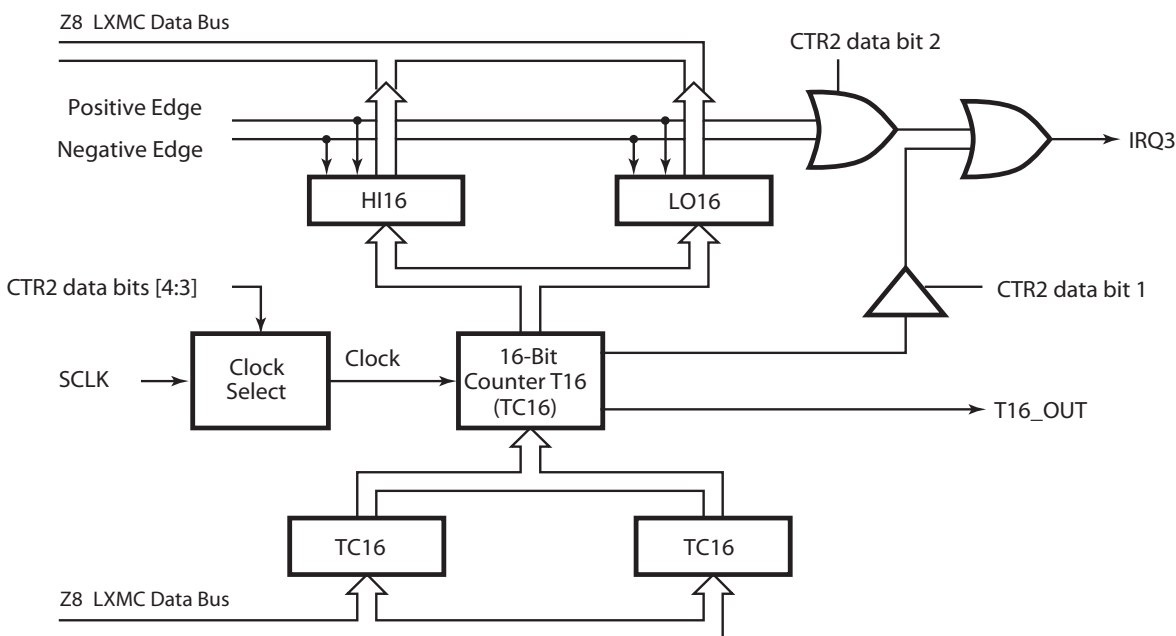 Z8 LXMC Data Bus
CTR2 data bit 2
Positive Edge
Negative Edge
IRQ3
HI16
LO16
CTR2 data bits [4:3]
CTR2 data bit 1
SCLK
Clock
Select
Clock
16-Bit
Counter T16
(TC16)
T16_OUT
TC16
TC16
Z8 LXMC Data Bus